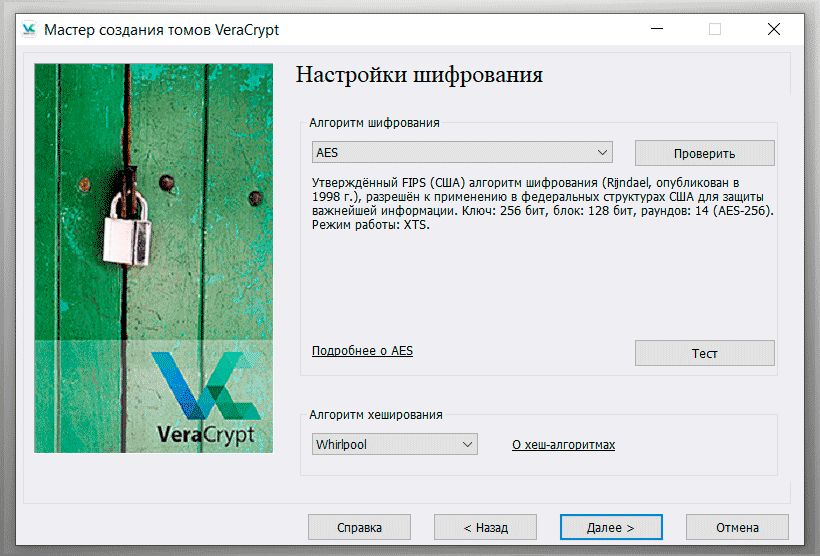 Мастер создания томов VeraCrypt
Настройки шифрования
Алгоритм шифрования
AES
Проверить
Утверждённый FIPS (США) алгоритм шифрования (Rijndael, опубликован в
1998 г.), разрешён к применению в федеральных структурах США для защиты
важнейшей информации. Ключ: 256 бит, блок: 128 бит, раундов: 14 (AES-256).
Режим работы: XTS.
Подробнее о AES
Тест
VeraCrypt
Алгоритм хеширования
Whirlpool
О хеш-алгоритмах
Справка
< Назад
Далее >
Отмена